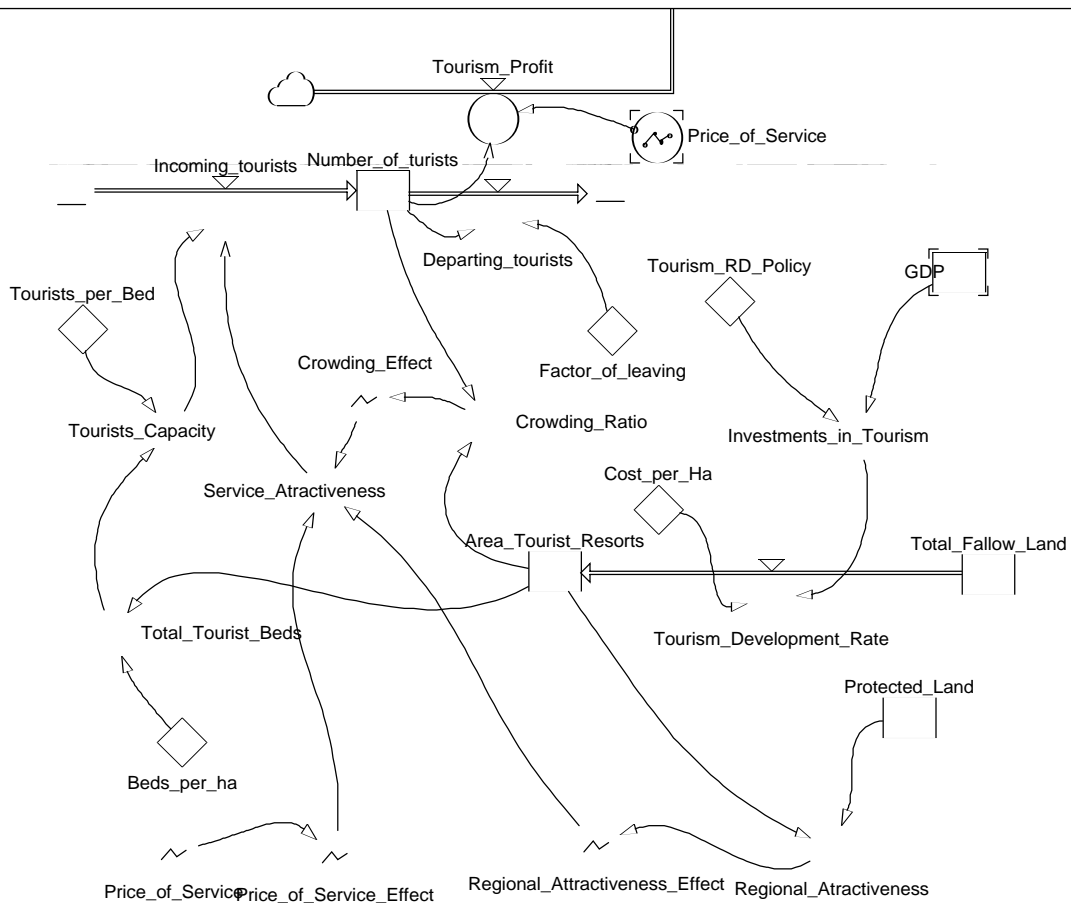 Tourism_Profit
Price_of_Service
Incoming_tourists
Number_of_turists
Departing_tourists
Tourism_RD_Policy
GDP
Tourists_per_Bed
Crowding_Effect
Factor_of_leaving
Tourists_Capacity
Crowding_Ratio
Investments_in_Tourism
Service_Atractiveness
Cost_per_Ha
Area_Tourist_Resorts
Total_Fallow_Land
Total_Tourist_Beds
Tourism_Development_Rate
Protected_Land
Beds_per_ha
Price_of_Service
Price_of_Service_Effect
Regional_Attractiveness_Effect
Regional_Atractiveness